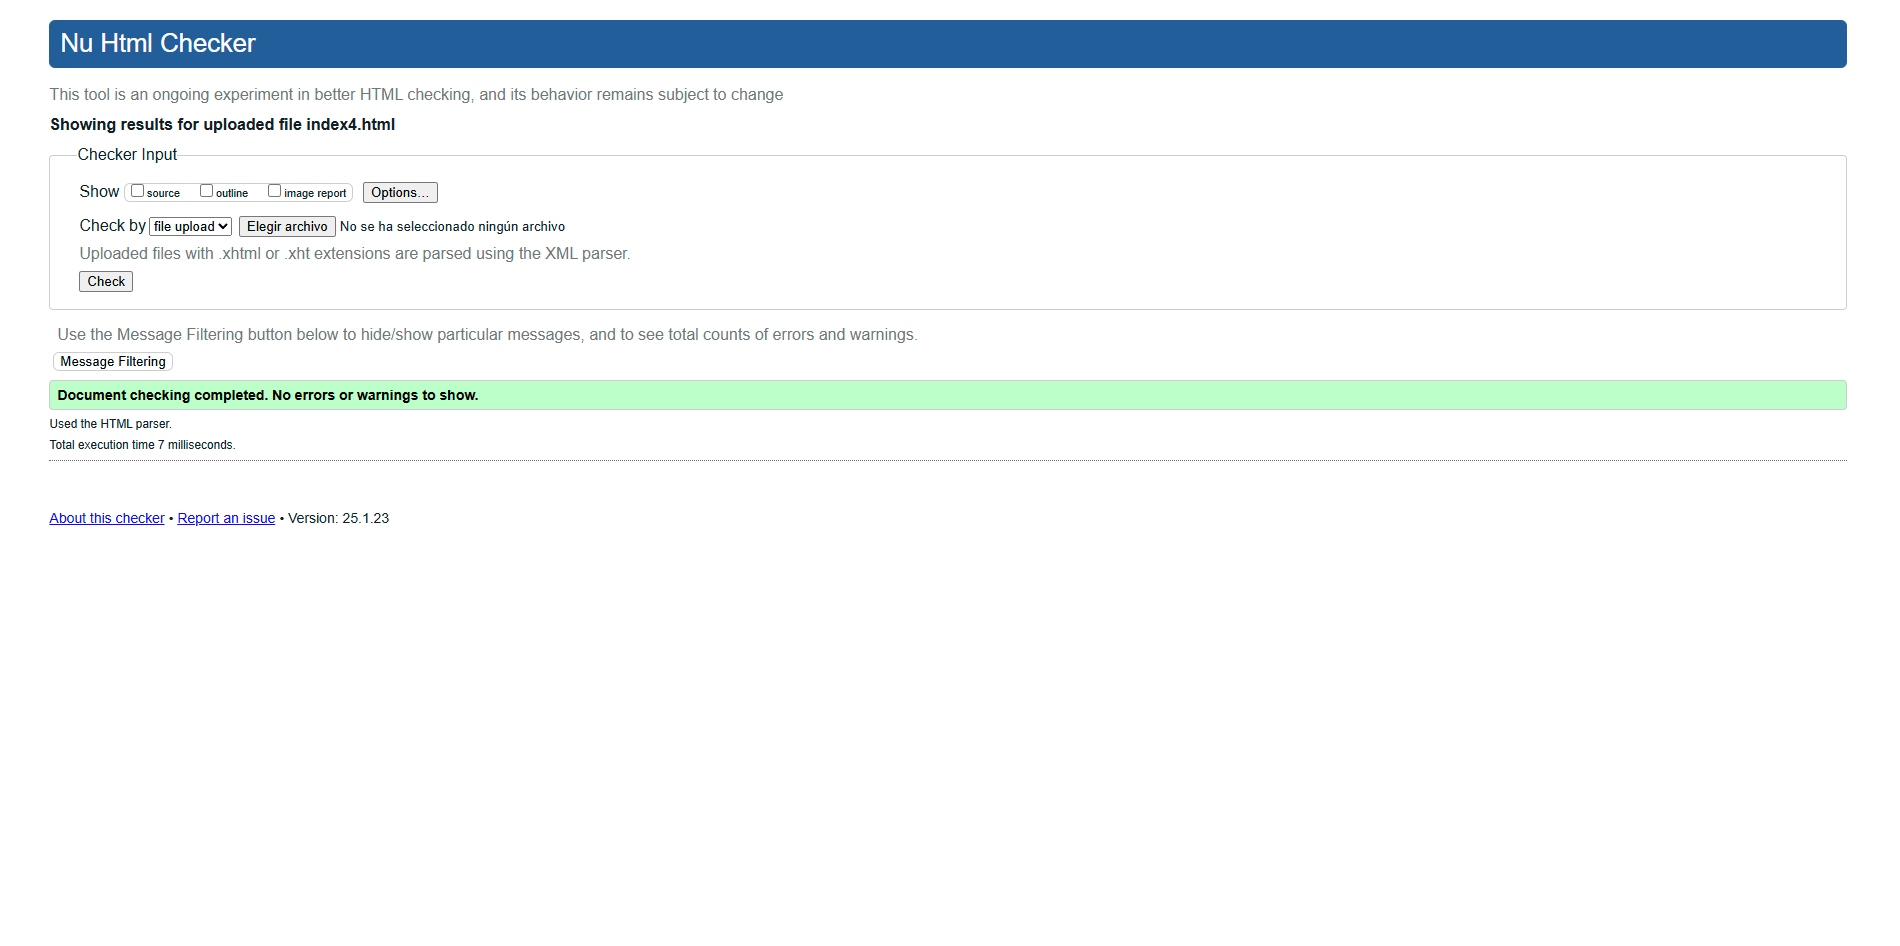 Nu Html Checker
This tool is an ongoing experiment in better HTML checking, and its behavior remains subject to change
Showing results for uploaded file index4.html
Checker Input
Show source outline image report Options...
Check by file upload Elegir archivo No se ha seleccionado ningún archivo
Uploaded files with .xhtml or .xht extensions are parsed using the XML parser.
Check
Use the Message Filtering button below to hide/show particular messages, and to see total counts of errors and warnings.
Message Filtering
Document checking completed. No errors or warnings to show.
Used the HTML parser.
Total execution time 7 milliseconds.
About this checker • Report an issue • Version: 25.1.23